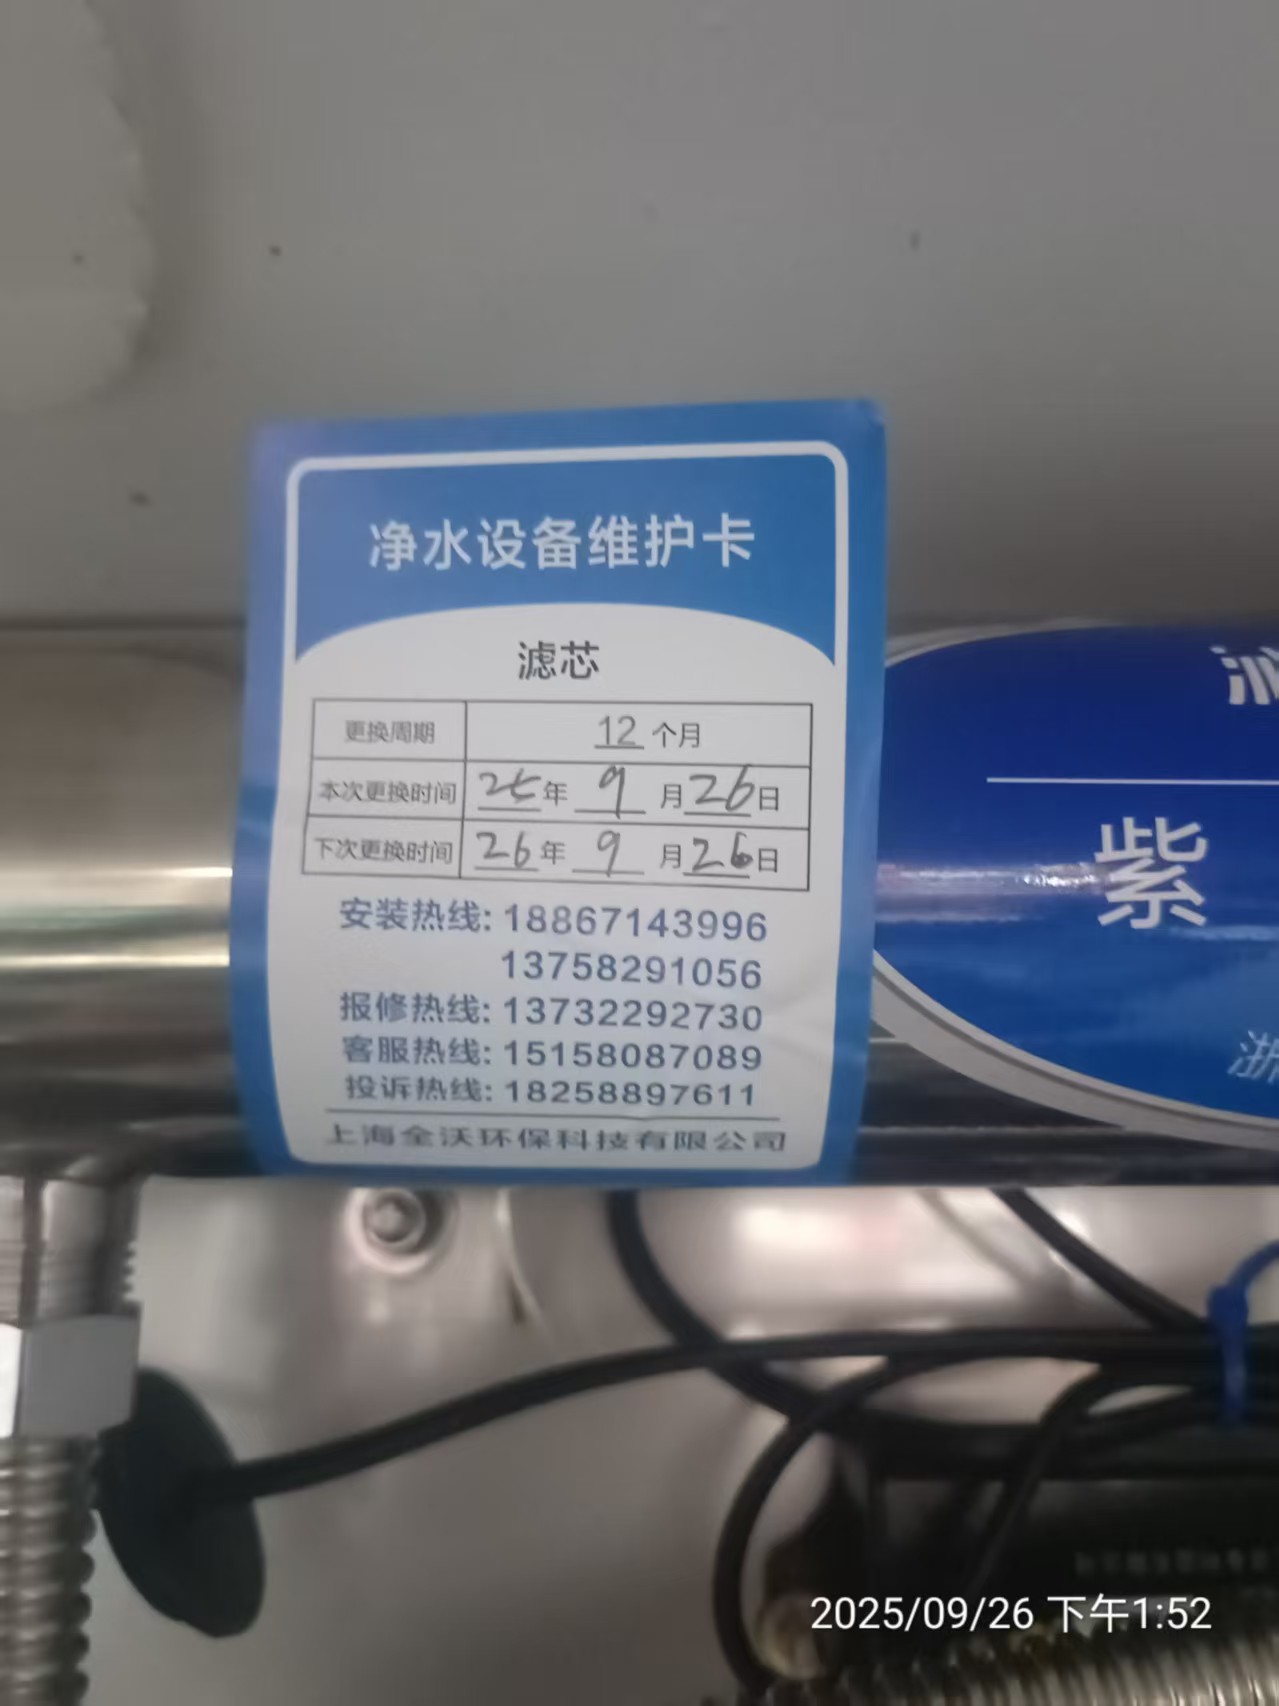 净水设备维护卡
滤芯
更换周期 12 个月
本次更换时间 25年 9 月26日
下次更换时间 26年 9 月26日
安装热线: 18867143996
13758291056
报修热线: 13732292730
客服热线: 15158087089
投诉热线: 18258897611
上海全沃环保科技有限公司
紫
浙
2025/09/26 下午1:52